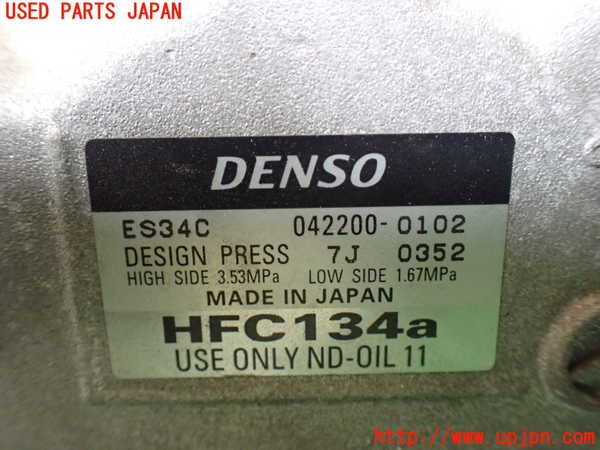 USED PARTS JAPAN
DENSO
ES34C 042200-0102
DESIGN PRESS 7J 0352
HIGH SIDE 3.53MPa LOW SIDE 1.67MPa
MADE IN JAPAN
HFC134a
USE ONLY ND-OIL 11
http://www.upjpn.com/